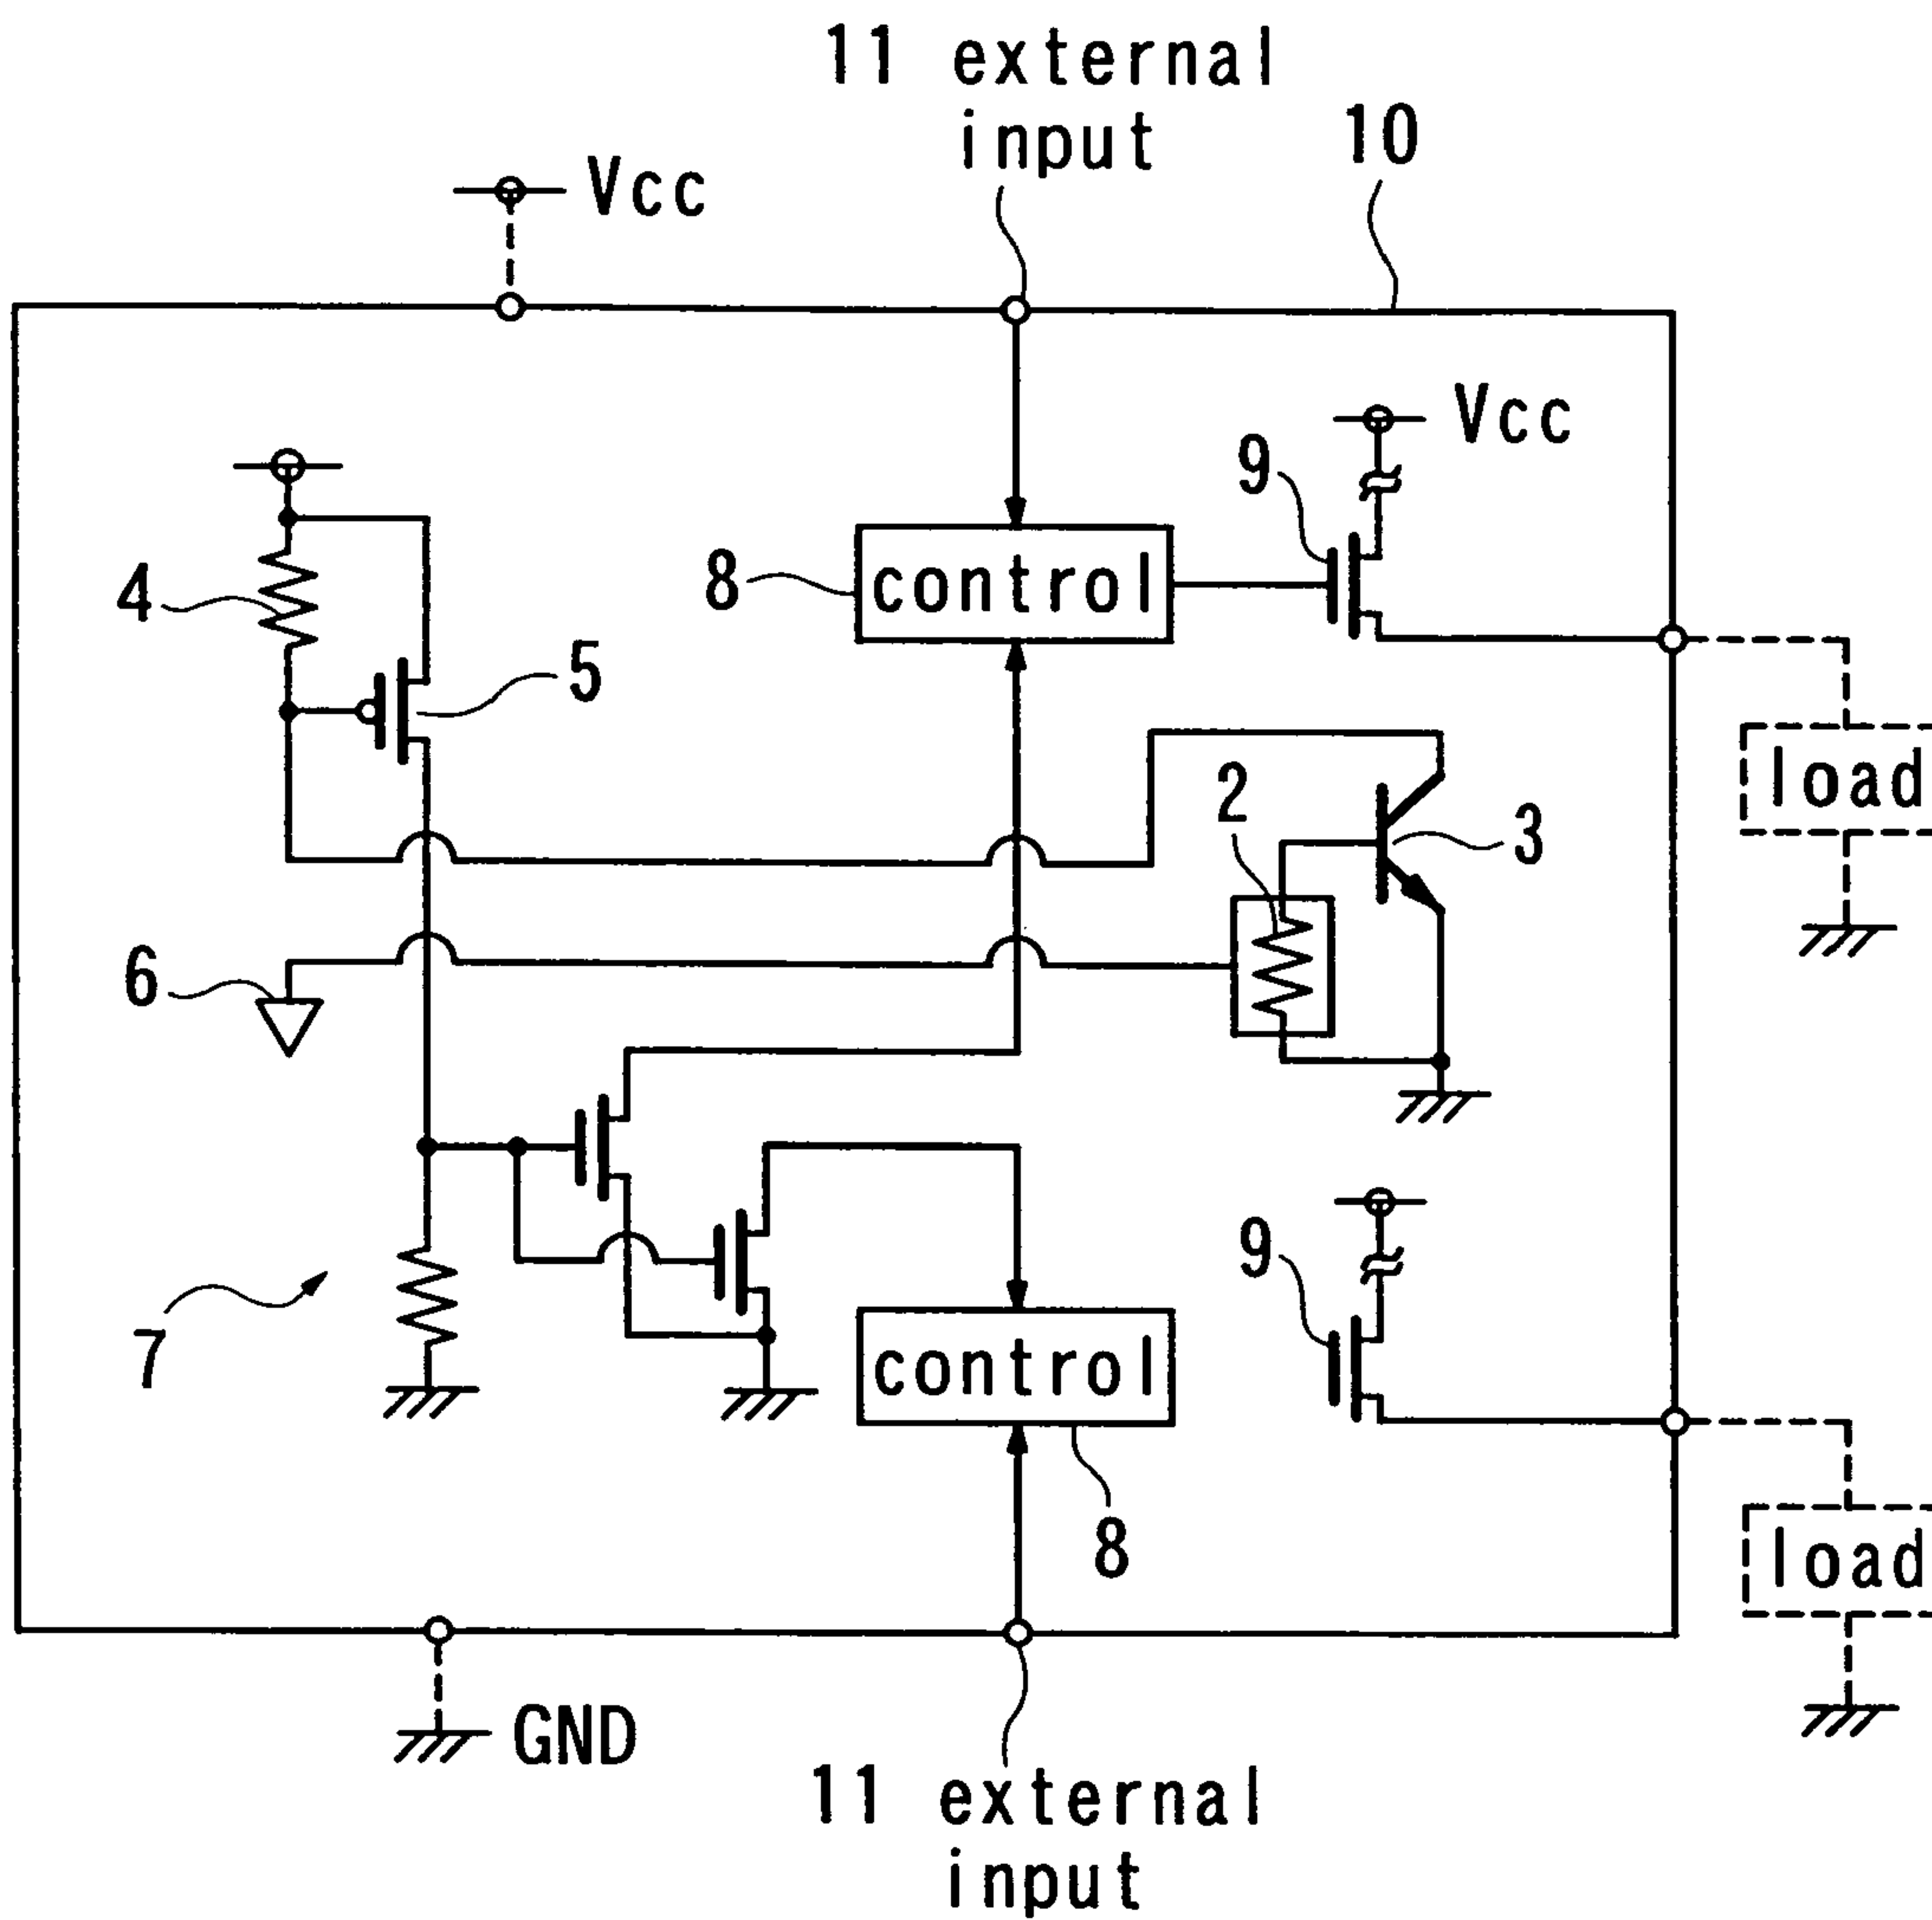 11 external
input
10
Vcc
Vcc
9
4
8
control
5
load
2
3
6
7
9
control
8
load
GND
11 external
input